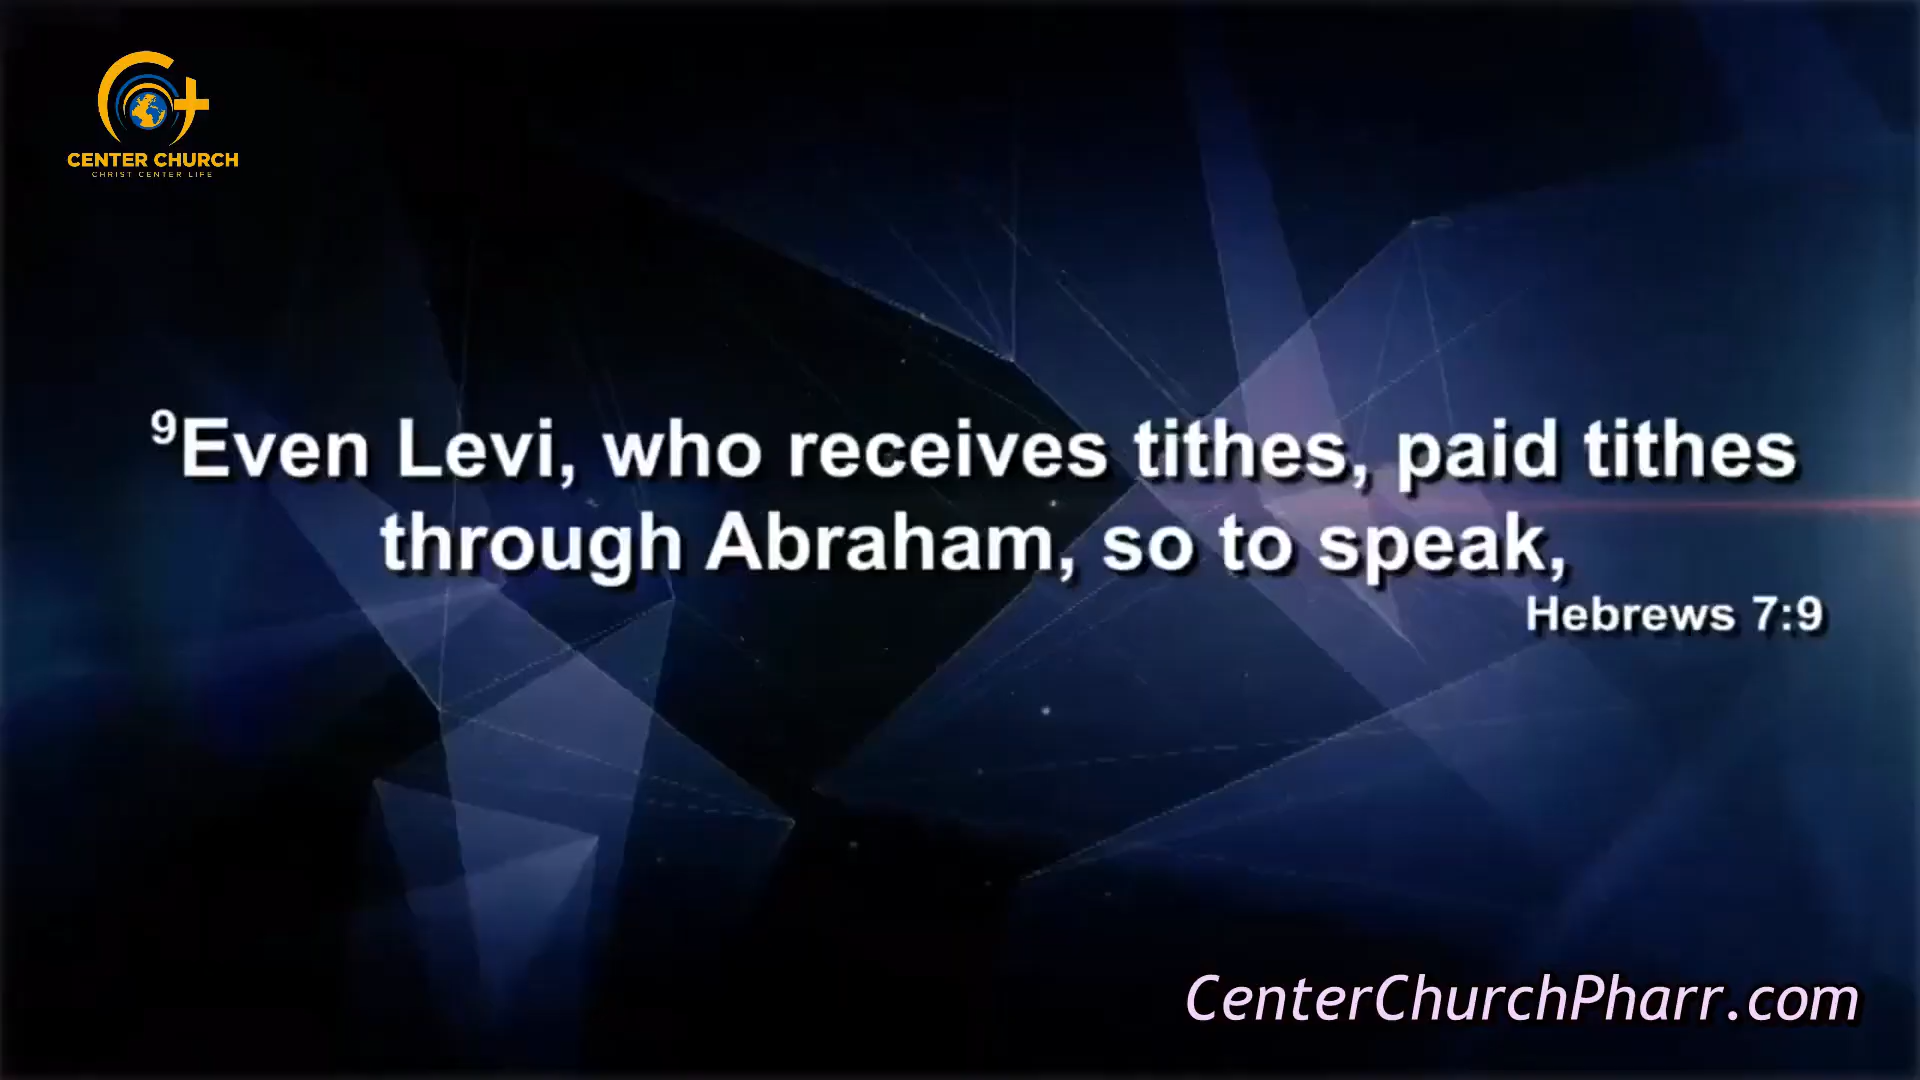 CENTER CHURCH
CHRIST CENTER LIFE
⁹Even Levi, who receives tithes, paid tithes
through Abraham, so to speak,
Hebrews 7:9
CenterChurchPharr.com